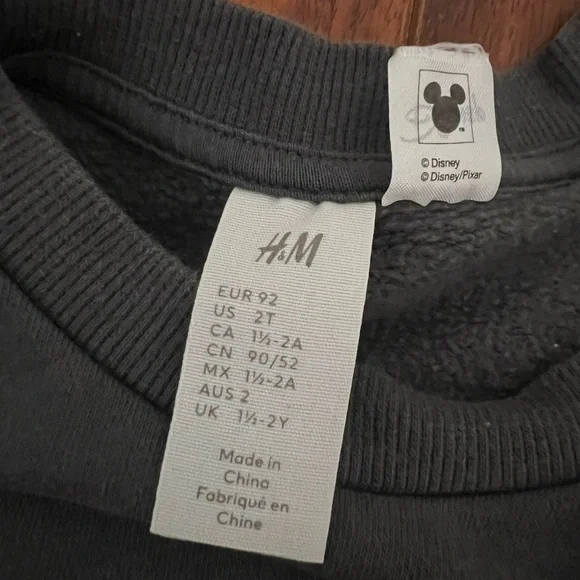 © Disney
© Disney/Pixar
H&M
EUR 92
US 2T
CA 1½-2A
CN 90/52
MX 1½-2A
AUS 2
UK 1½-2Y
Made in
China
Fabriqué en
Chine